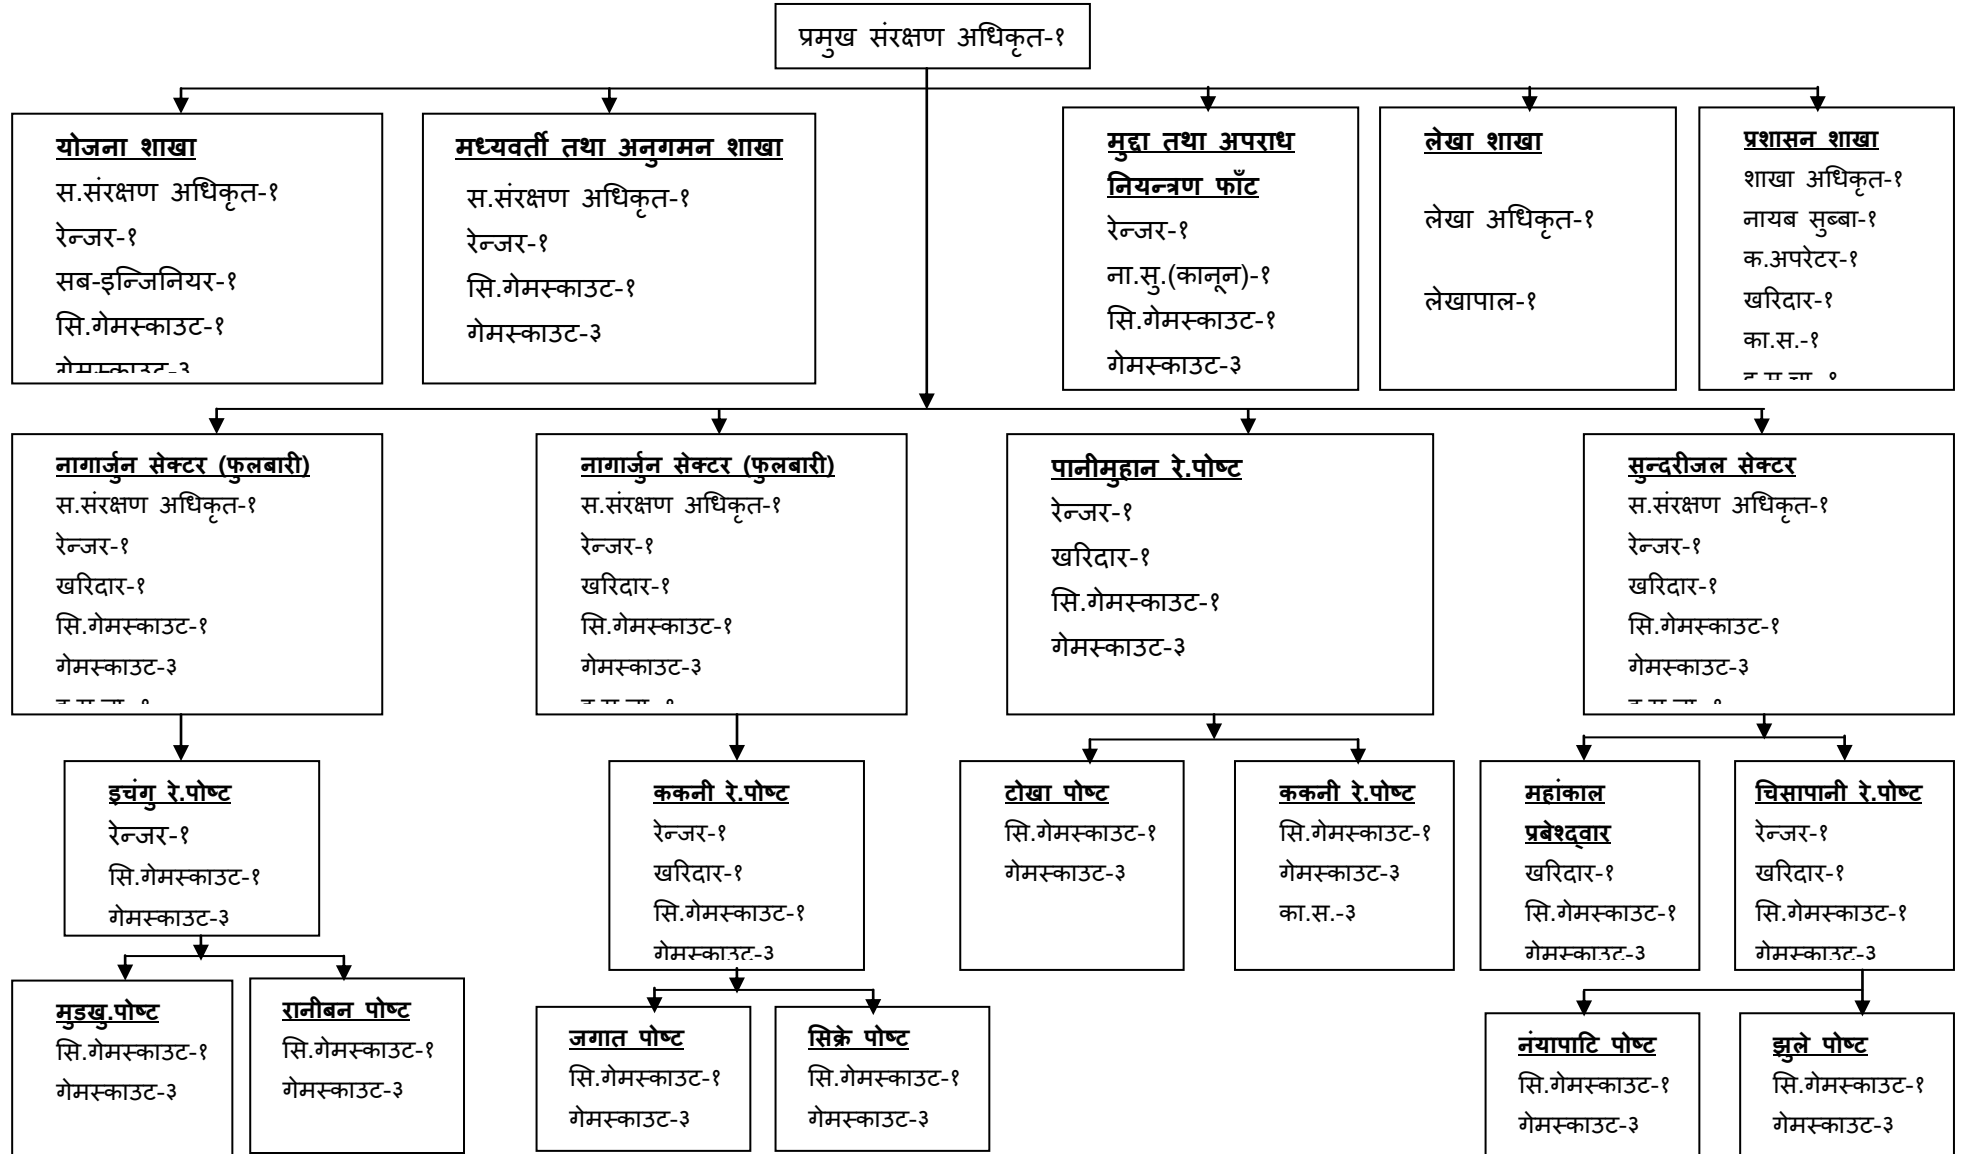 प्रमुख संरक्षण अधिकृत-१
योजना शाखा
स.संरक्षण अधिकृत-१
रेन्जर-१
सब-इन्जिनियर-१
सि.गेमस्काउट-१
गेमस्काउट-३
मध्यवर्ती तथा अनुगमन शाखा
स.संरक्षण अधिकृत-१
रेन्जर-१
सि.गेमस्काउट-१
गेमस्काउट-३
मुद्दा तथा अपराध
नियन्त्रण फाँट
रेन्जर-१
ना.सु.(कानून)-१
सि.गेमस्काउट-१
गेमस्काउट-३
लेखा शाखा
लेखा अधिकृत-१
लेखापाल-१
प्रशासन शाखा
शाखा अधिकृत-१
नायब सुब्बा-१
क.अपरेटर-१
खरिदार-१
का.स.-१
नागार्जुन सेक्टर (फुलबारी)
स.संरक्षण अधिकृत-१
रेन्जर-१
खरिदार-१
सि.गेमस्काउट-१
गेमस्काउट-३
नागार्जुन सेक्टर (फुलबारी)
स.संरक्षण अधिकृत-१
रेन्जर-१
खरिदार-१
सि.गेमस्काउट-१
गेमस्काउट-३
पानीमुहान रे.पोष्ट
रेन्जर-१
खरिदार-१
सि.गेमस्काउट-१
गेमस्काउट-३
सुन्दरीजल सेक्टर
स.संरक्षण अधिकृत-१
रेन्जर-१
खरिदार-१
सि.गेमस्काउट-१
गेमस्काउट-३
इचंगु रे.पोष्ट
रेन्जर-१
सि.गेमस्काउट-१
गेमस्काउट-३
ककनी रे.पोष्ट
रेन्जर-१
खरिदार-१
सि.गेमस्काउट-१
गेमस्काउट-३
टोखा पोष्ट
सि.गेमस्काउट-१
गेमस्काउट-३
ककनी रे.पोष्ट
सि.गेमस्काउट-१
गेमस्काउट-३
का.स.-३
महांकाल
प्रबेश्द्वार
खरिदार-१
सि.गेमस्काउट-१
गेमस्काउट-३
चिसापानी रे.पोष्ट
रेन्जर-१
खरिदार-१
सि.गेमस्काउट-१
गेमस्काउट-३
मुडखु.पोष्ट
सि.गेमस्काउट-१
गेमस्काउट-३
रानीबन पोष्ट
सि.गेमस्काउट-१
गेमस्काउट-३
जगात पोष्ट
सि.गेमस्काउट-१
गेमस्काउट-३
सिक्रे पोष्ट
सि.गेमस्काउट-१
गेमस्काउट-३
नंयापाटि पोष्ट
सि.गेमस्काउट-१
गेमस्काउट-३
झुले पोष्ट
सि.गेमस्काउट-१
गेमस्काउट-३